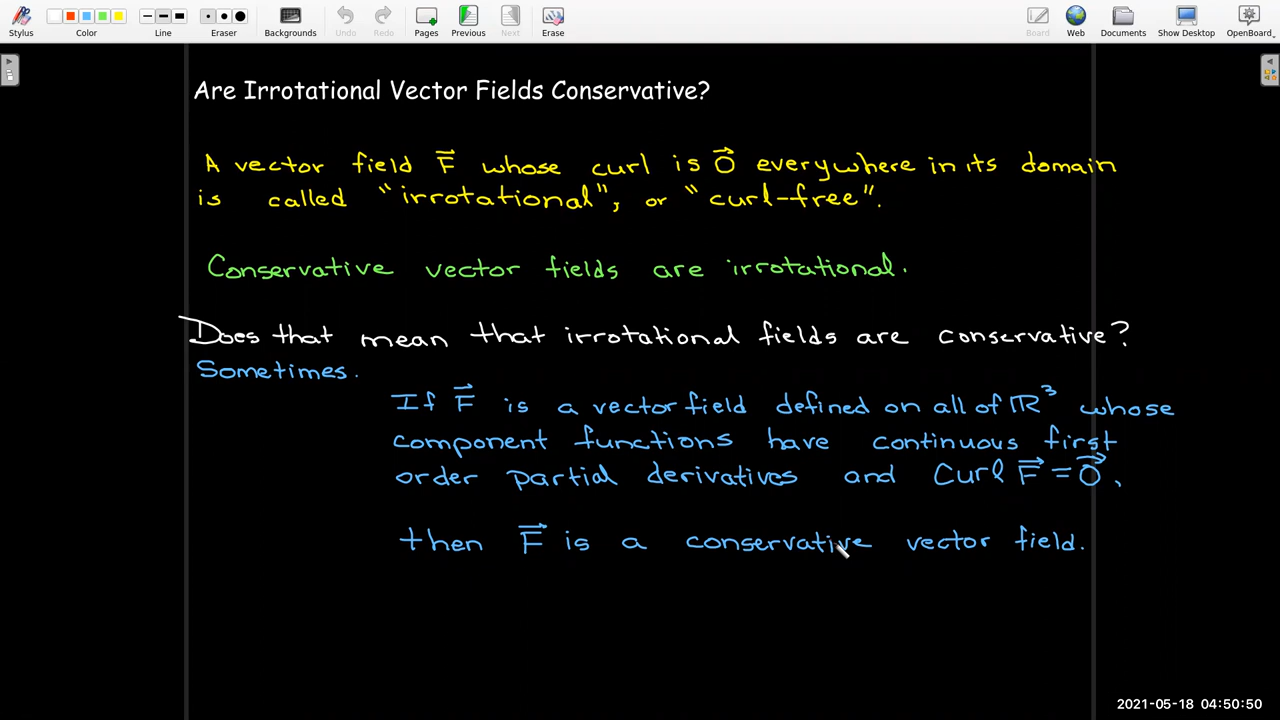 Stylus Color Line Eraser Backgrounds Undo Redo Pages Previous Next Erase Board Web Documents Show Desktop OpenBoard
Are Irrotational Vector Fields Conservative?
A vector field F⃗ whose curl is 0⃗ everywhere in its domain
is called "irrotational", or "curl-free".
Conservative vector fields are irrotational.
Does that mean that irrotational fields are conservative?
Sometimes.
If F⃗ is a vector field defined on all of ℝ³ whose
component functions have continuous first
order partial derivatives and Curl F⃗ = 0⃗,
then F⃗ is a conservative vector field.
2021-05-18 04:50:50